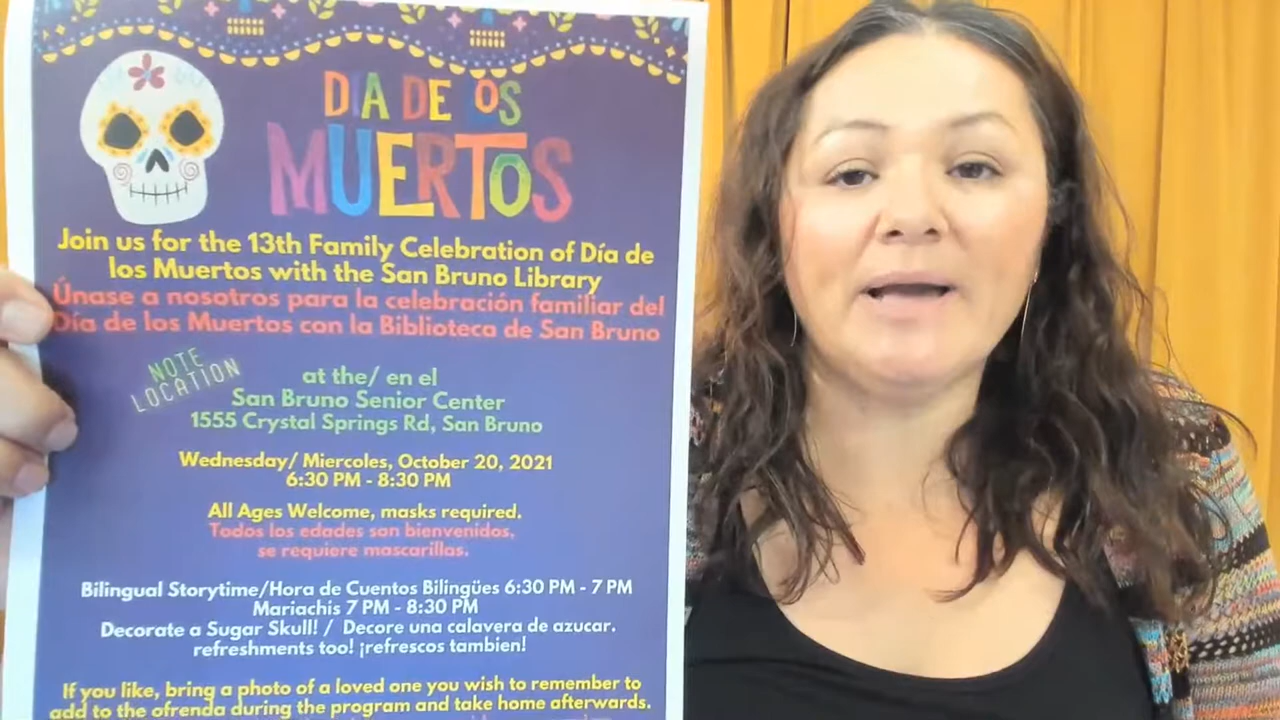 DIA DE LOS
MUERTOS
Join us for the 13th Family Celebration of Día de
los Muertos with the San Bruno Library
Únase a nosotros para la celebración familiar del
Día de los Muertos con la Biblioteca de San Bruno
NOTE
LOCATION
at the/ en el
San Bruno Senior Center
1555 Crystal Springs Rd, San Bruno
Wednesday/ Miercoles, October 20, 2021
6:30 PM - 8:30 PM
All Ages Welcome, masks required.
Todos los edades son bienvenidos,
se requiere mascarillas.
Bilingual Storytime/Hora de Cuentos Bilingües 6:30 PM - 7 PM
Mariachis 7 PM - 8:30 PM
Decorate a Sugar Skull! / Decore una calavera de azucar.
refreshments too! ¡refrescos tambien!
If you like, bring a photo of a loved one you wish to remember to
add to the ofrenda during the program and take home afterwards.